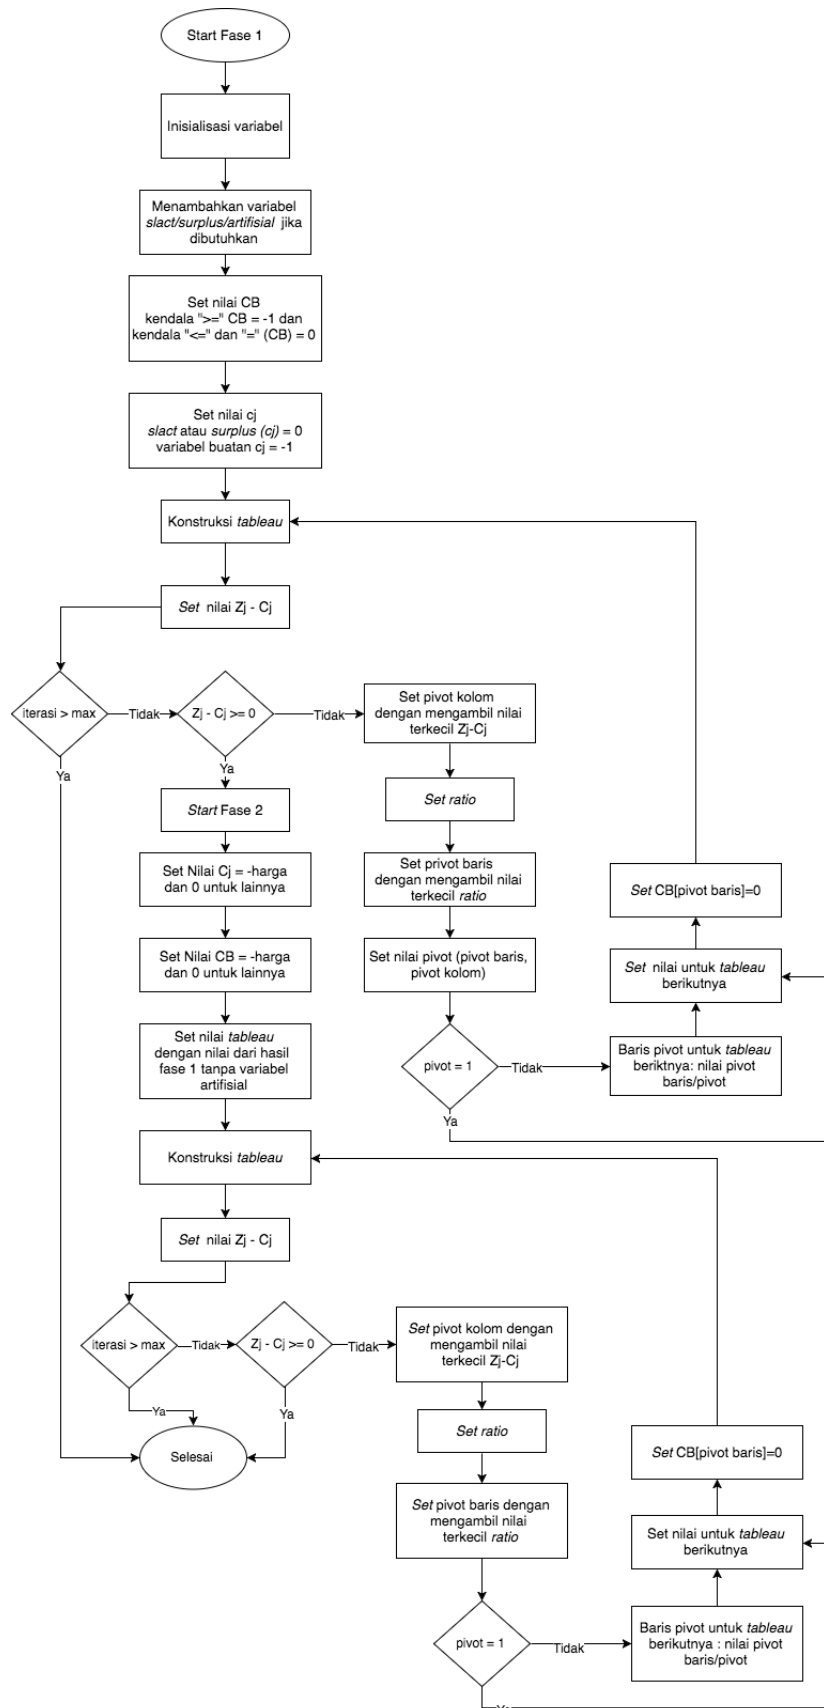 Start Fase 1
Inisialisasi variabel
Menambahkan variabel
slact/surplus/artifisial jika
dibutuhkan
Set nilai CB
kendala ">=" CB = -1 dan
kendala "<=" dan "=" (CB) = 0
Set nilai cj
slact atau surplus (cj) = 0
variabel buatan cj = -1
Konstruksi tableau
Set nilai Zj - Cj
iterasi > max
Tidak
Zj - Cj >= 0
Tidak
Set pivot kolom
dengan mengambil nilai
terkecil Zj-Cj
Ya
Ya
Start Fase 2
Set ratio
Set Nilai Cj = -harga
dan 0 untuk lainnya
Set privot baris
dengan mengambil nilai
terkecil ratio
Set CB[pivot baris]=0
Set Nilai CB = -harga
dan 0 untuk lainnya
Set nilai pivot (pivot baris,
pivot kolom)
Set nilai untuk tableau
berikutnya
Set nilai tableau
dengan nilai dari hasil
fase 1 tanpa variabel
artifisial
pivot = 1
Tidak
Baris pivot untuk tableau
beriktnya: nilai pivot
baris/pivot
Ya
Konstruksi tableau
Set nilai Zj - Cj
iterasi > max
Tidak
Zj - Cj >= 0
Tidak
Set pivot kolom dengan
mengambil nilai
terkecil Zj-Cj
Ya
Ya
Selesai
Set ratio
Set CB[pivot baris]=0
Set pivot baris dengan
mengambil nilai
terkecil ratio
Set nilai untuk tableau
berikutnya
pivot = 1
Tidak
Baris pivot untuk tableau
berikutnya : nilai pivot
baris/pivot
Ya